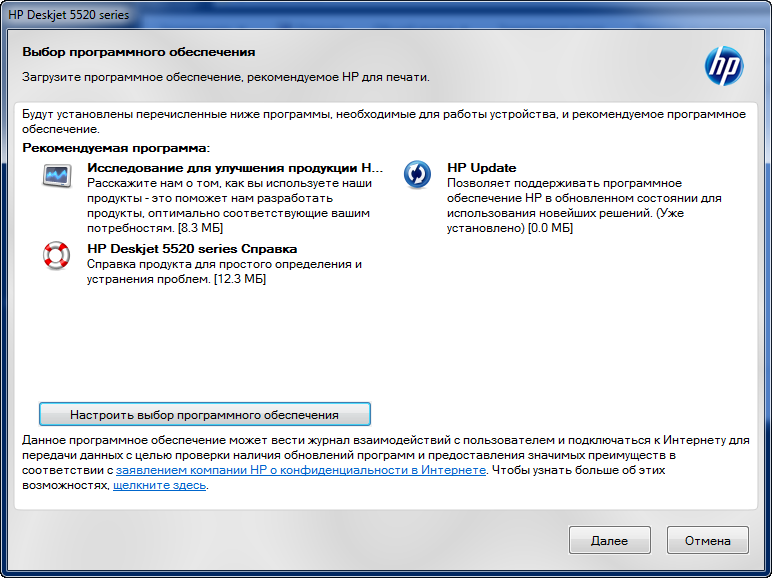 HP Deskjet 5520 series
Выбор программного обеспечения
Загрузите программное обеспечение, рекомендуемое HP для печати.
hp
Будут установлены перечисленные ниже программы, необходимые для работы устройства, и рекомендуемое программное
обеспечение.
Рекомендуемая программа:
Исследование для улучшения продукции H...
Расскажите нам о том, как вы используете наши
продукты - это поможет нам разработать
продукты, оптимально соответствующие вашим
потребностям. [8.3 МБ]
HP Deskjet 5520 series Справка
Справка продукта для простого определения и
устранения проблем. [12.3 МБ]
HP Update
Позволяет поддерживать программное
обеспечение HP в обновленном состоянии для
использования новейших решений. (Уже
установлено) [0.0 МБ]
Настроить выбор программного обеспечения
Данное программное обеспечение может вести журнал взаимодействий с пользователем и подключаться к Интернету для
передачи данных с целью проверки наличия обновлений программ и предоставления значимых преимуществ в
соответствии с заявлением компании HP о конфиденциальности в Интернете. Чтобы узнать больше об этих
возможностях, щелкните здесь.
Далее
Отмена